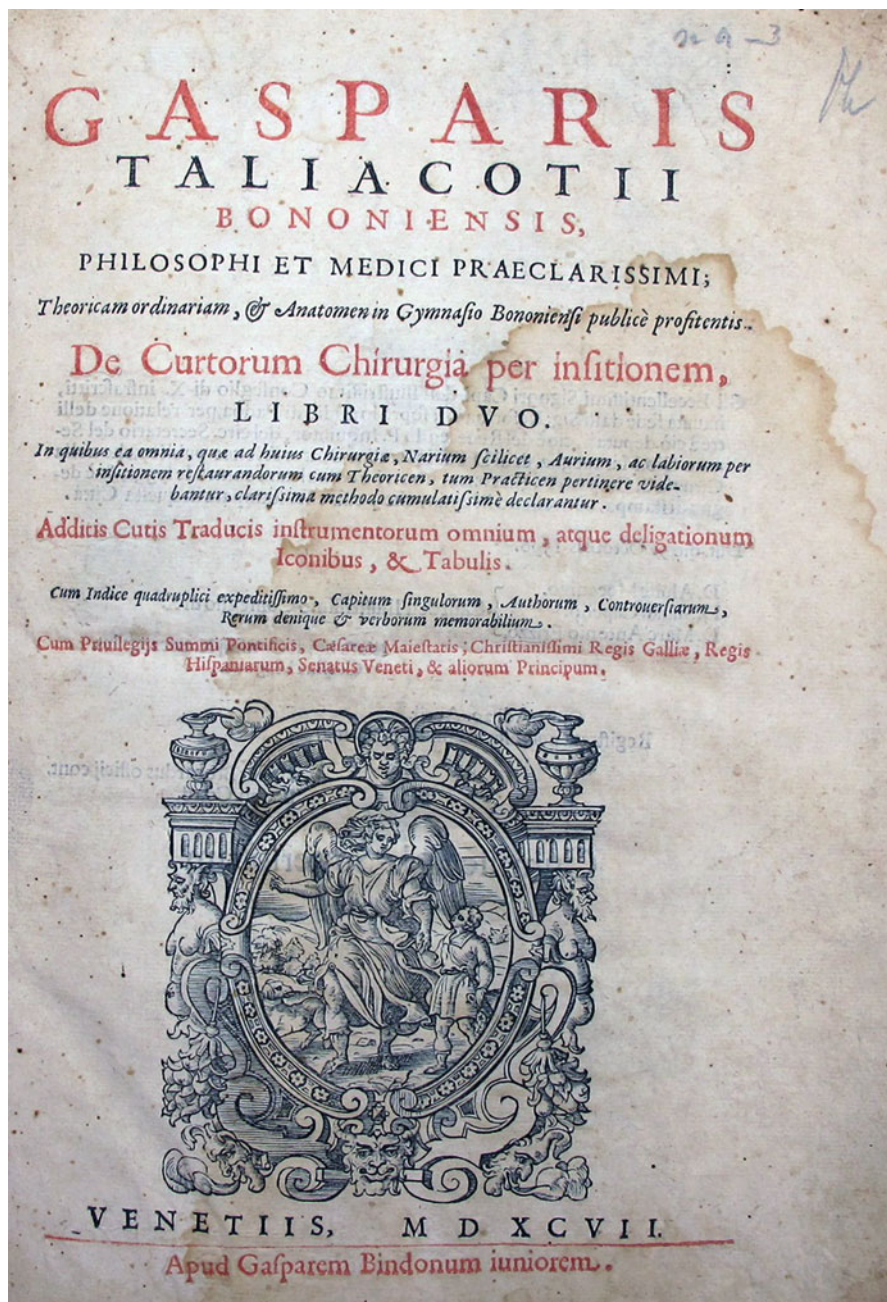 GASPARIS
TALIACOTII
BONONIENSIS,
PHILOSOPHI ET MEDICI PRAECLARISSIMI;
Theoricam ordinariam, & Anatomen in Gymnaſio Bononienſi publicè profitentis.
De Curtorum Chirurgia per inſitionem,
LIBRI DVO.
In quibus ea omnia, quæ ad huius Chirurgiæ, Narium ſcilicet, Aurium, ac labiorum per
inſitionem reſtaurandorum cum Theoricen, tum Practicen pertinere vide-
bantur, clariſsima methodo cumulatiſsimè declarantur.
Additis Cutis Traducis inſtrumentorum omnium, atque deligationum
Iconibus, & Tabulis.
Cum Indice quadruplici expeditiſſimo, Capitum ſingulorum, Authorum, Controuerſiarum,
Rerum denique & verborum memorabilium.
Cum Priuilegijs Summi Pontificis, Cæſareæ Maieſtatis; Chriſtianiſſimi Regis Galliæ, Regis
Hiſpaniarum, Senatus Veneti, & aliorum Principum.
VENETIIS, MDXCVII.
Apud Gaſparem Bindonum iuniorem.